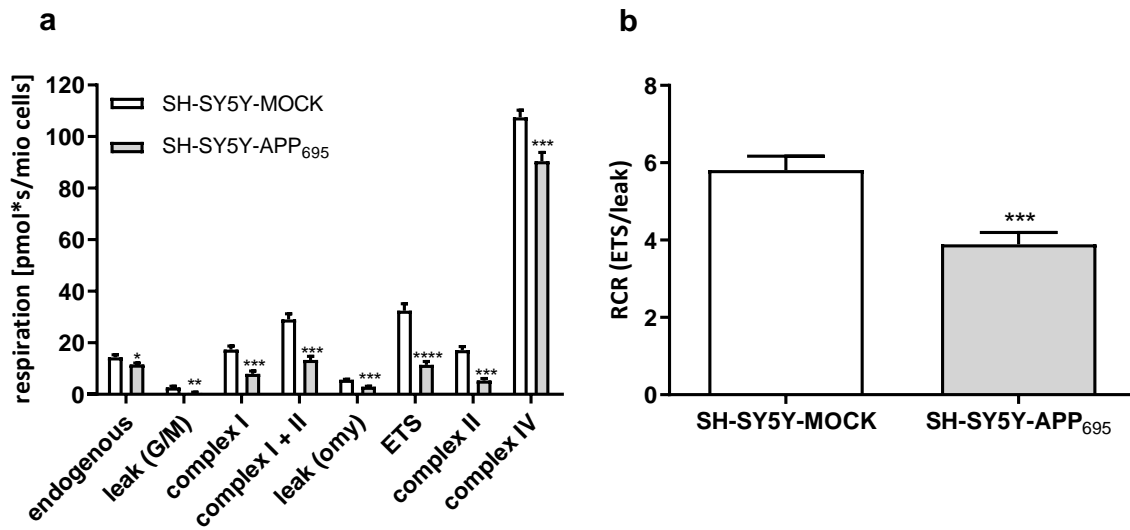 a
respiration [pmol*s/mio cells]
120
100
80
60
40
20
0
SH-SY5Y-MOCK
SH-SY5Y-APP₆₉₅
*
**
***
***
***
****
***
***
endogenous
leak (G/M)
complex I
complex I + II
leak (omy)
ETS
complex II
complex IV
b
RCR (ETS/leak)
8
6
4
2
0
***
SH-SY5Y-MOCK
SH-SY5Y-APP₆₉₅